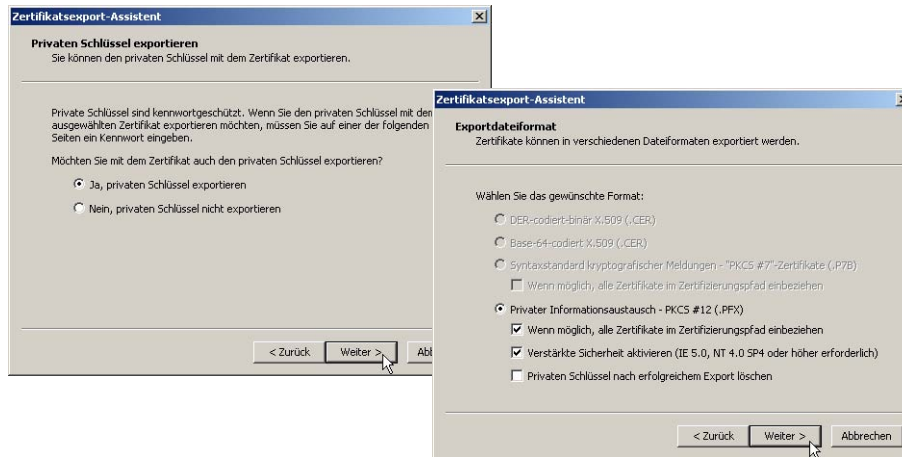 Zertifikatsexport-Assistent
Privaten Schlüssel exportieren
Sie können den privaten Schlüssel mit dem Zertifikat exportieren.
Private Schlüssel sind kennwortgeschützt. Wenn Sie den privaten Schlüssel mit dem
ausgewählten Zertifikat exportieren möchten, müssen Sie auf einer der folgenden
Seiten ein Kennwort eingeben.
Möchten Sie mit dem Zertifikat auch den privaten Schlüssel exportieren?
Ja, privaten Schlüssel exportieren
Nein, privaten Schlüssel nicht exportieren
< Zurück Weiter >
Zertifikatsexport-Assistent
Exportdateiformat
Zertifikate können in verschiedenen Dateiformaten exportiert werden.
Wählen Sie das gewünschte Format:
DER-codiert-binär X.509 (.CER)
Base-64-codiert X.509 (.CER)
Syntaxstandard kryptografischer Meldungen - "PKCS #7"-Zertifikate (.P7B)
Wenn möglich, alle Zertifikate im Zertifizierungspfad einbeziehen
Privater Informationsaustausch - PKCS #12 (.PFX)
Wenn möglich, alle Zertifikate im Zertifizierungspfad einbeziehen
Verstärkte Sicherheit aktivieren (IE 5.0, NT 4.0 SP4 oder höher erforderlich)
Privaten Schlüssel nach erfolgreichem Export löschen
< Zurück Weiter > Abbrechen